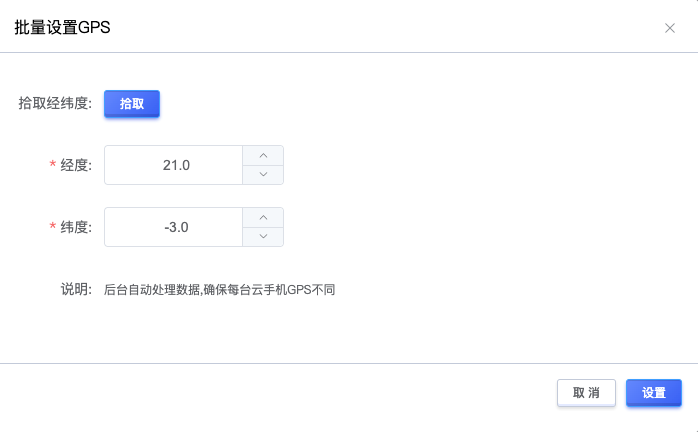 批量设置GPS
拾取经纬度: 拾取
* 经度: 21.0
* 纬度: -3.0
说明: 后台自动处理数据,确保每台云手机GPS不同
取 消 设置